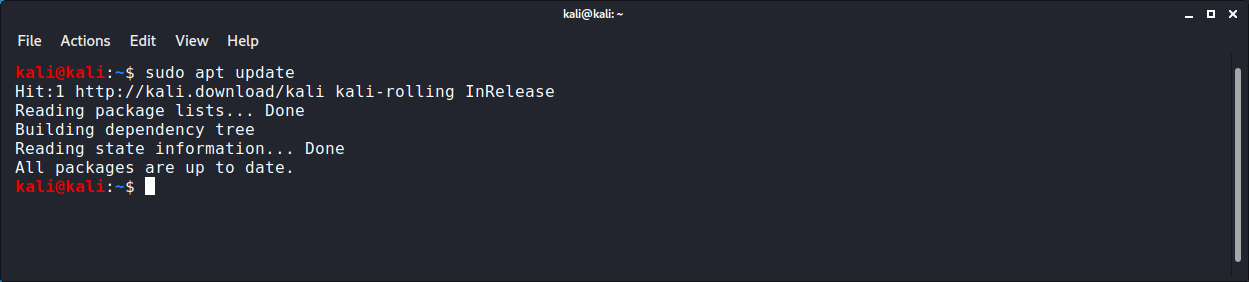 kali@kali: ~
File Actions Edit View Help
kali@kali:~$ sudo apt update
Hit:1 http://kali.download/kali kali-rolling InRelease
Reading package lists... Done
Building dependency tree
Reading state information... Done
All packages are up to date.
kali@kali:~$